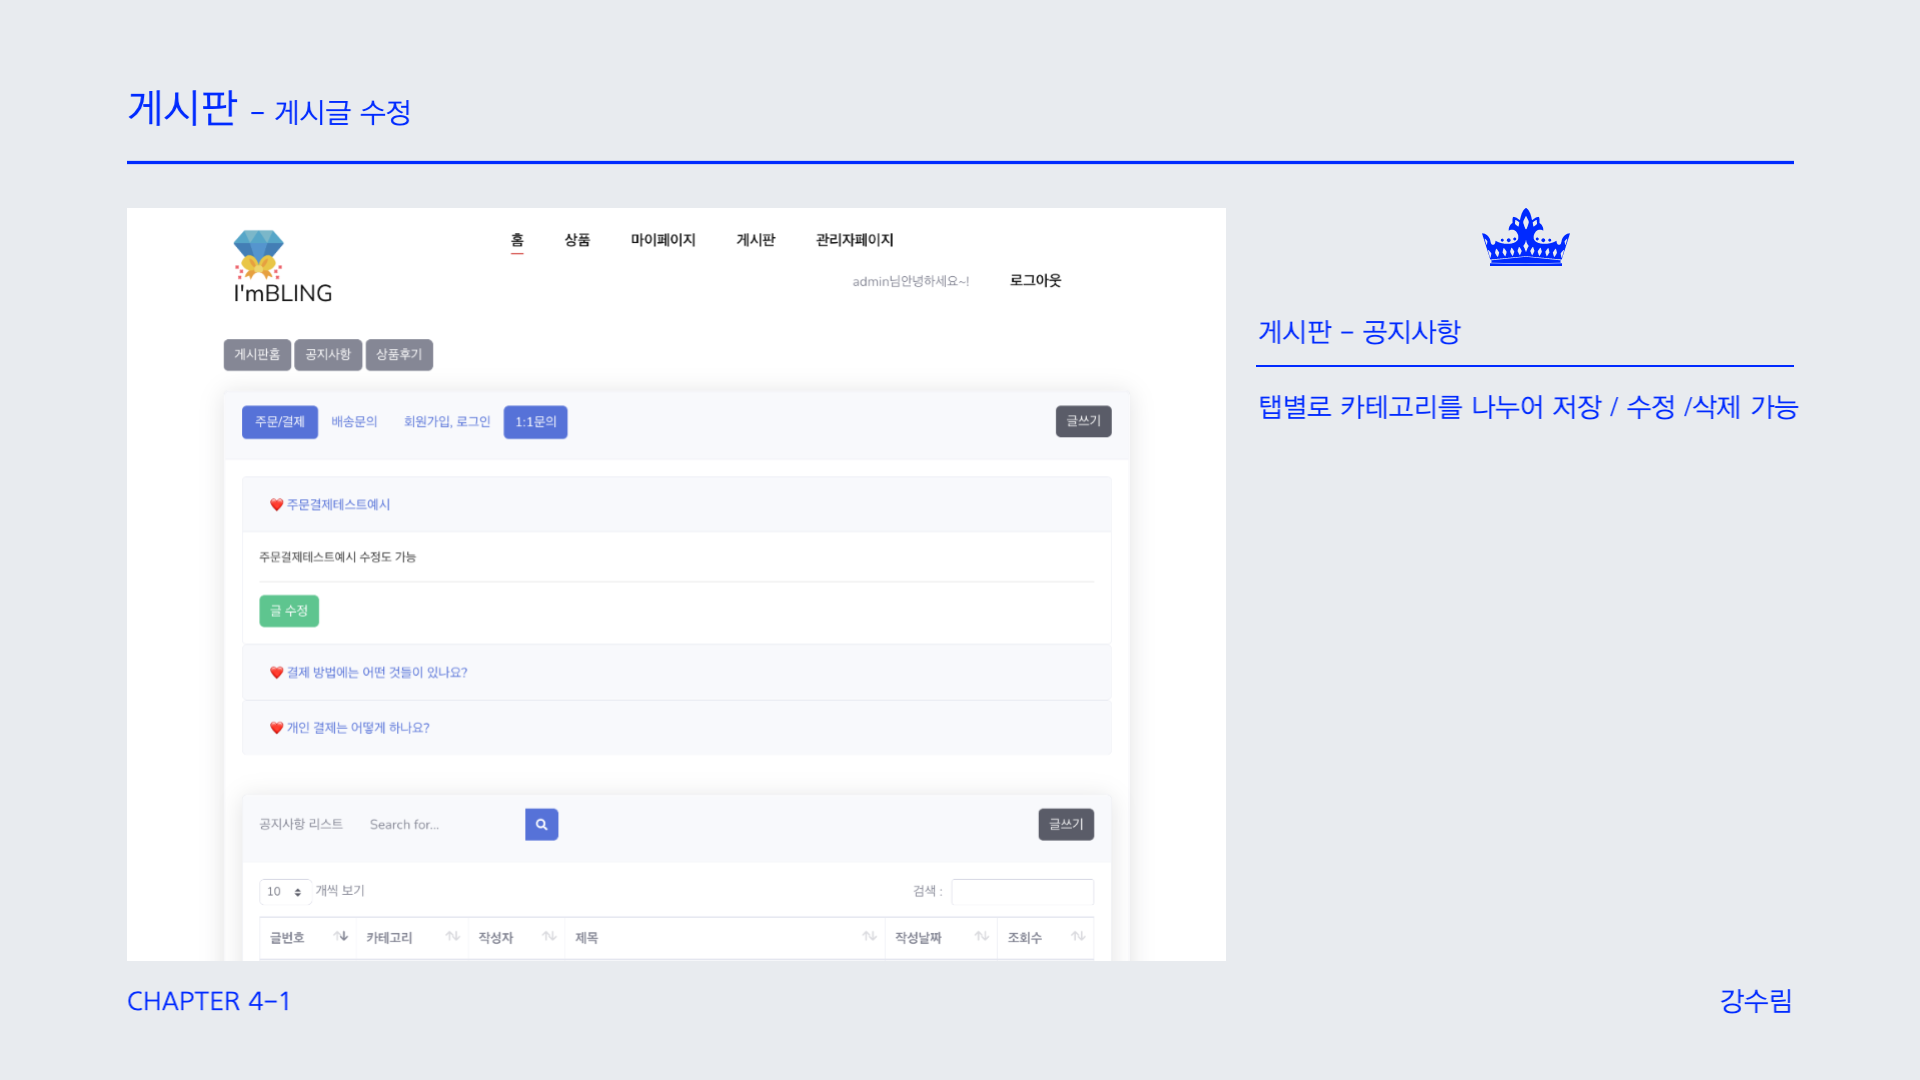 게시판 – 게시글 수정
홈 상품 마이페이지 게시판 관리자페이지
admin님안녕하세요~! 로그아웃
I'mBLING
게시판홈 공지사항 상품후기
주문/결제 배송문의 회원가입, 로그인 1:1문의 글쓰기
주문결제테스트예시
주문결제테스트예시 수정도 가능
글 수정
결제 방법에는 어떤 것들이 있나요?
개인 결제는 어떻게 하나요?
공지사항 리스트 Search for... 글쓰기
10 개씩 보기 검색 :
글번호 카테고리 작성자 제목 작성날짜 조회수
게시판 – 공지사항
탭별로 카테고리를 나누어 저장 / 수정 /삭제 가능
CHAPTER 4–1
강수림